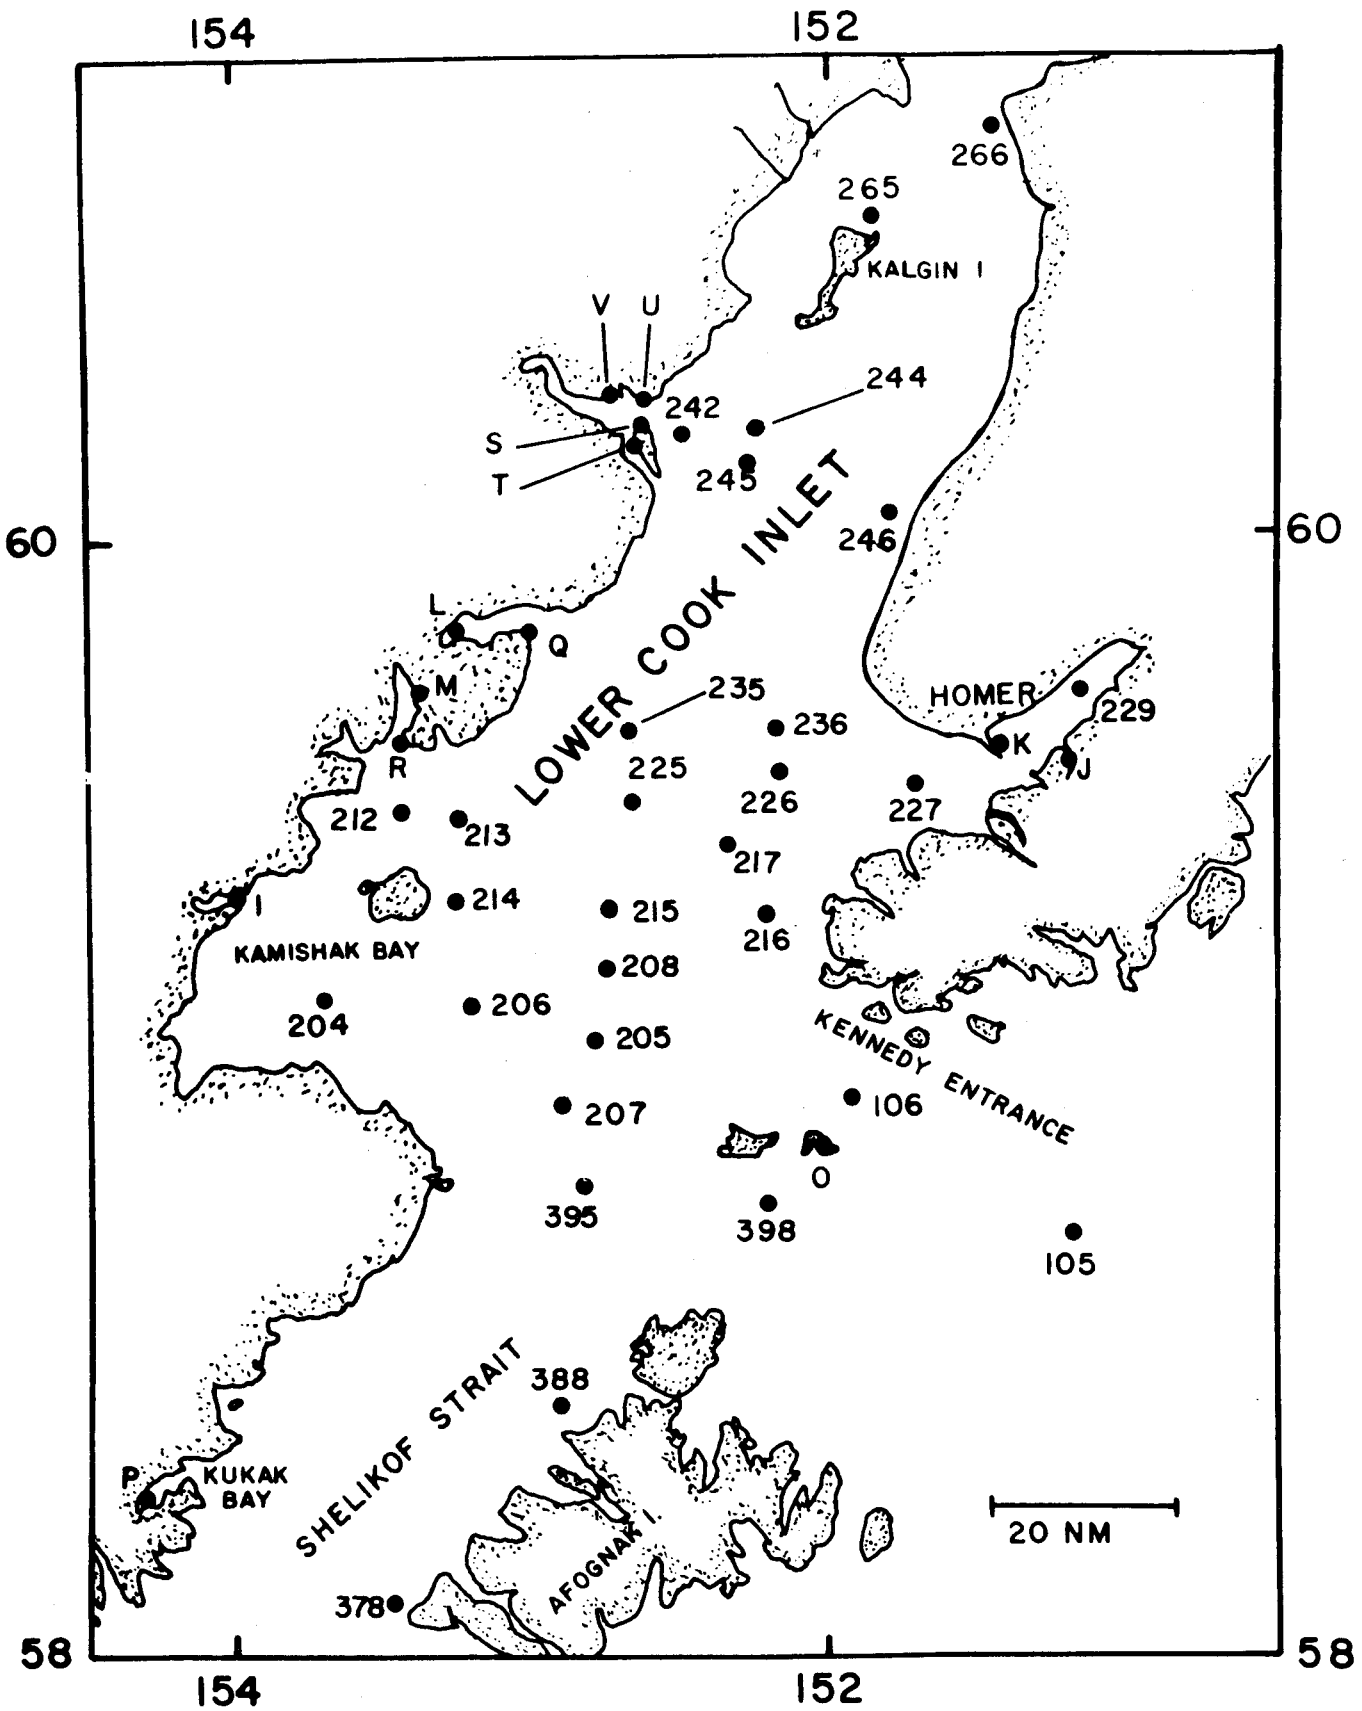 154
152
266
265
KALGIN I
V
U
244
242
S
T
245
246
60
60
LOWER COOK INLET
L
Q
M
235
HOMER
229
236
K
R
225
226
J
212
213
227
217
I
214
215
216
KAMISHAK BAY
208
204
206
205
KENNEDY ENTRANCE
207
106
O
395
398
105
SHELIKOF STRAIT
388
P
KUKAK
BAY
20 NM
AFOGNAK I.
378
58
58
154
152